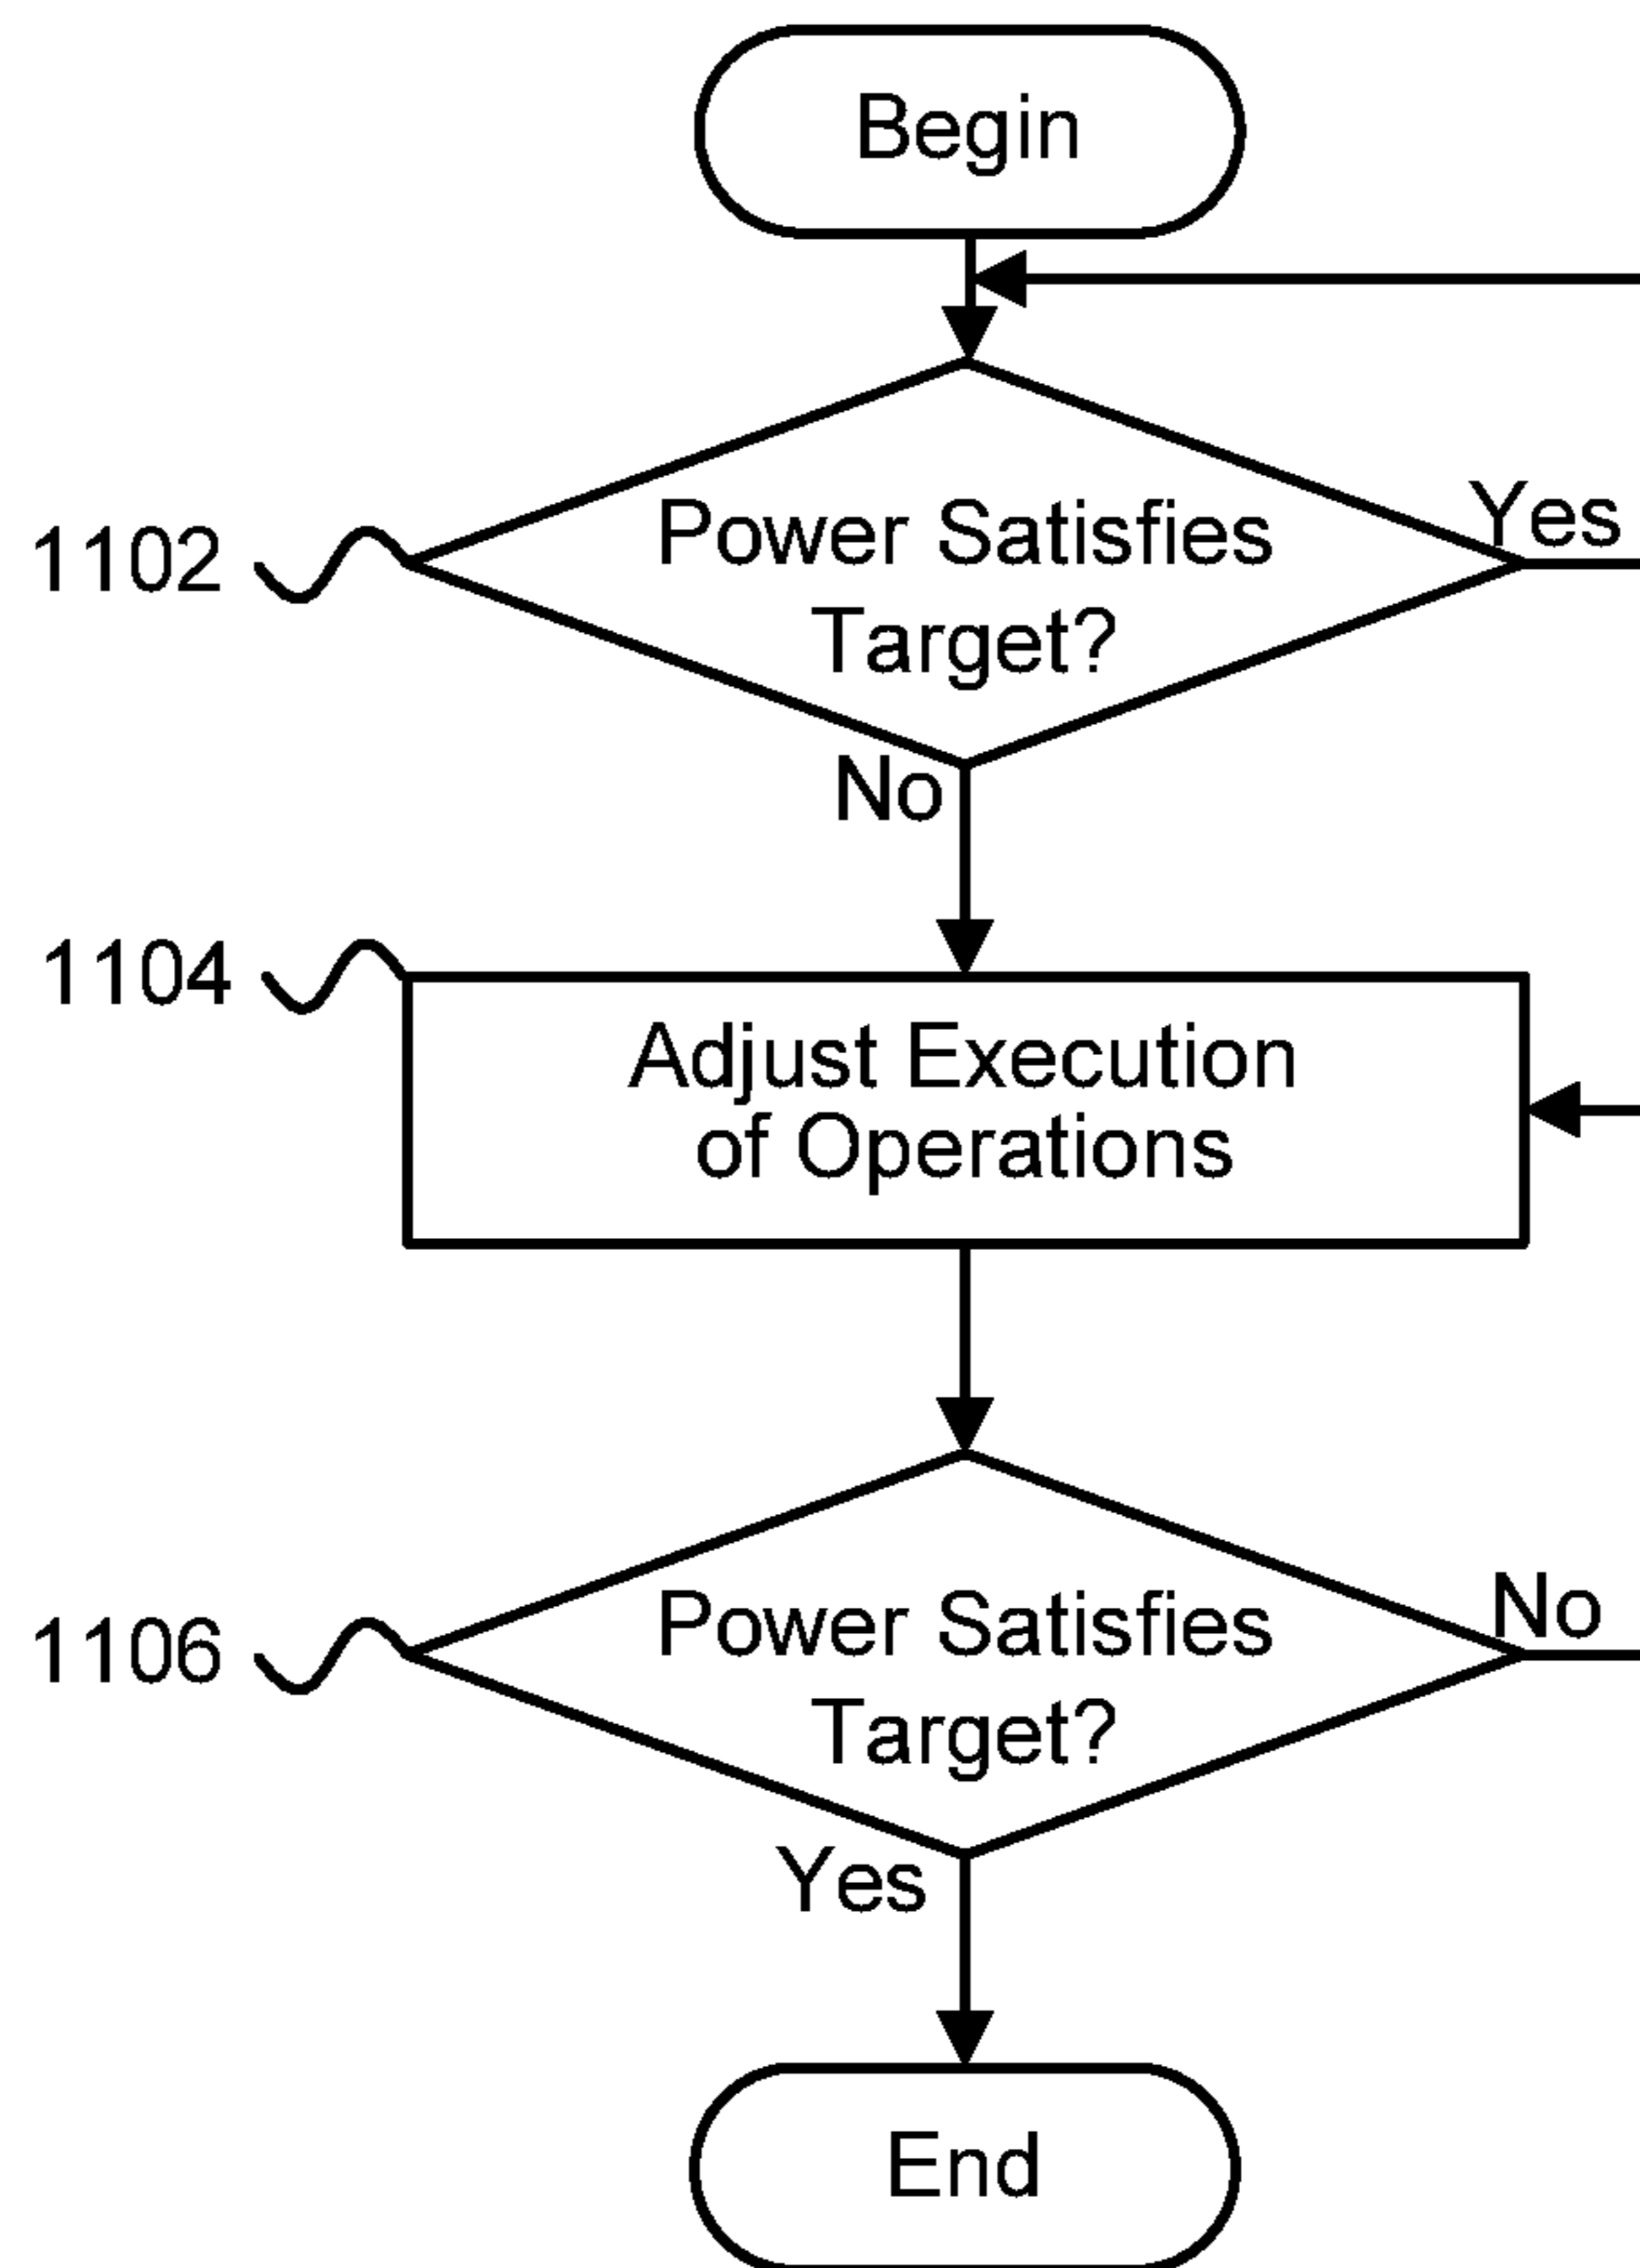 Begin
1102
Power Satisfies
Target?
Yes
No
1104
Adjust Execution
of Operations
1106
Power Satisfies
Target?
No
Yes
End